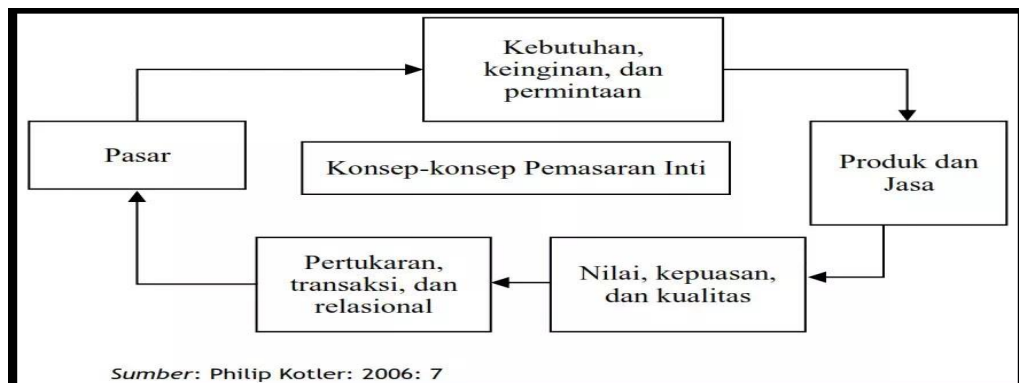 Kebutuhan,
keinginan, dan
permintaan
Pasar
Konsep-konsep Pemasaran Inti
Produk dan
Jasa
Pertukaran,
transaksi, dan
relasional
Nilai, kepuasan,
dan kualitas
Sumber: Philip Kotler: 2006: 7